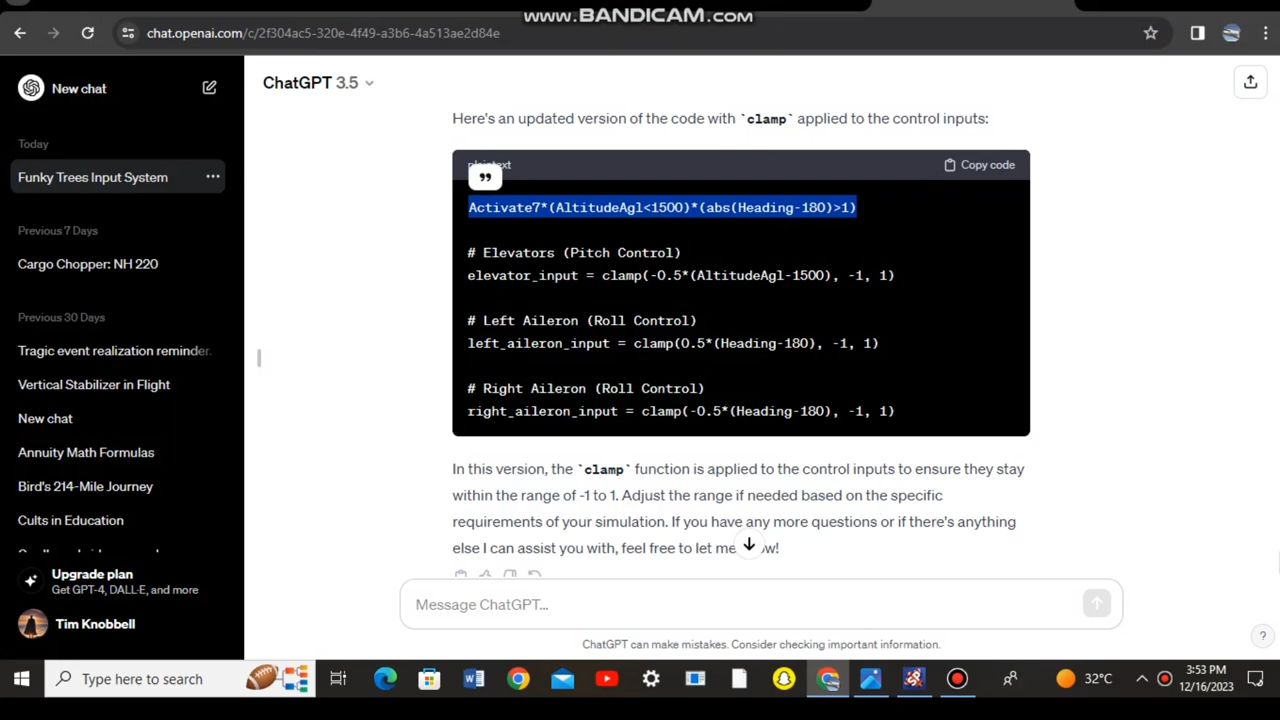 www.BANDICAM.com
chat.openai.com/c/2f304ac5-320e-4f49-a3b6-4a513ae2d84e
New chat
ChatGPT 3.5
Today
Funky Trees Input System
Previous 7 Days
Cargo Chopper: NH 220
Previous 30 Days
Tragic event realization reminder.
Vertical Stabilizer in Flight
New chat
Annuity Math Formulas
Bird's 214-Mile Journey
Cults in Education
Upgrade plan
Get GPT-4, DALL·E, and more
Tim Knobbell
Here's an updated version of the code with `clamp` applied to the control inputs:
Copy code
Activate7*(AltitudeAgl<1500)*(abs(Heading-180)>1)
# Elevators (Pitch Control)
elevator_input = clamp(-0.5*(AltitudeAgl-1500), -1, 1)
# Left Aileron (Roll Control)
left_aileron_input = clamp(0.5*(Heading-180), -1, 1)
# Right Aileron (Roll Control)
right_aileron_input = clamp(-0.5*(Heading-180), -1, 1)
In this version, the `clamp` function is applied to the control inputs to ensure they stay
within the range of -1 to 1. Adjust the range if needed based on the specific
requirements of your simulation. If you have any more questions or if there's anything
else I can assist you with, feel free to let me
Message ChatGPT...
ChatGPT can make mistakes. Consider checking important information.
?
Type here to search
32°C
3:53 PM
12/16/2023